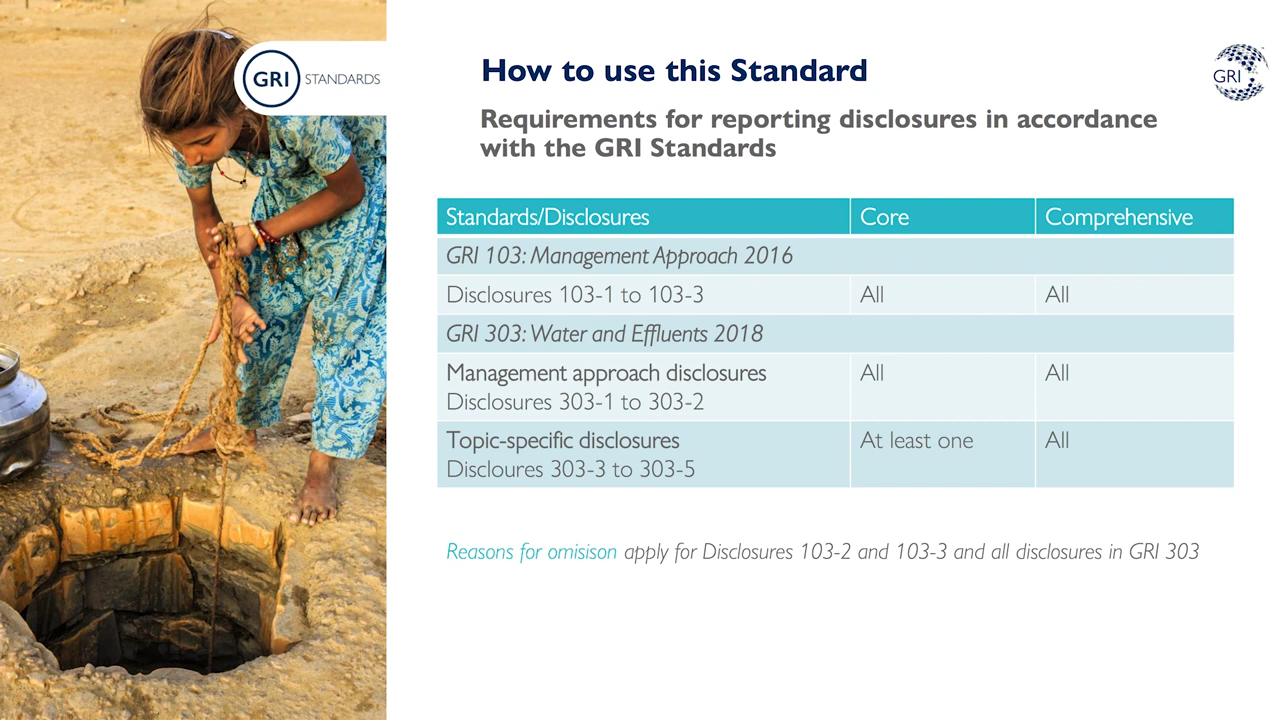 GRI STANDARDS
How to use this Standard
GRI
Requirements for reporting disclosures in accordance
with the GRI Standards
Standards/Disclosures Core Comprehensive
GRI 103: Management Approach 2016
Disclosures 103-1 to 103-3 All All
GRI 303: Water and Effluents 2018
Management approach disclosures All All
Disclosures 303-1 to 303-2
Topic-specific disclosures At least one All
Discloures 303-3 to 303-5
Reasons for omisison apply for Disclosures 103-2 and 103-3 and all disclosures in GRI 303